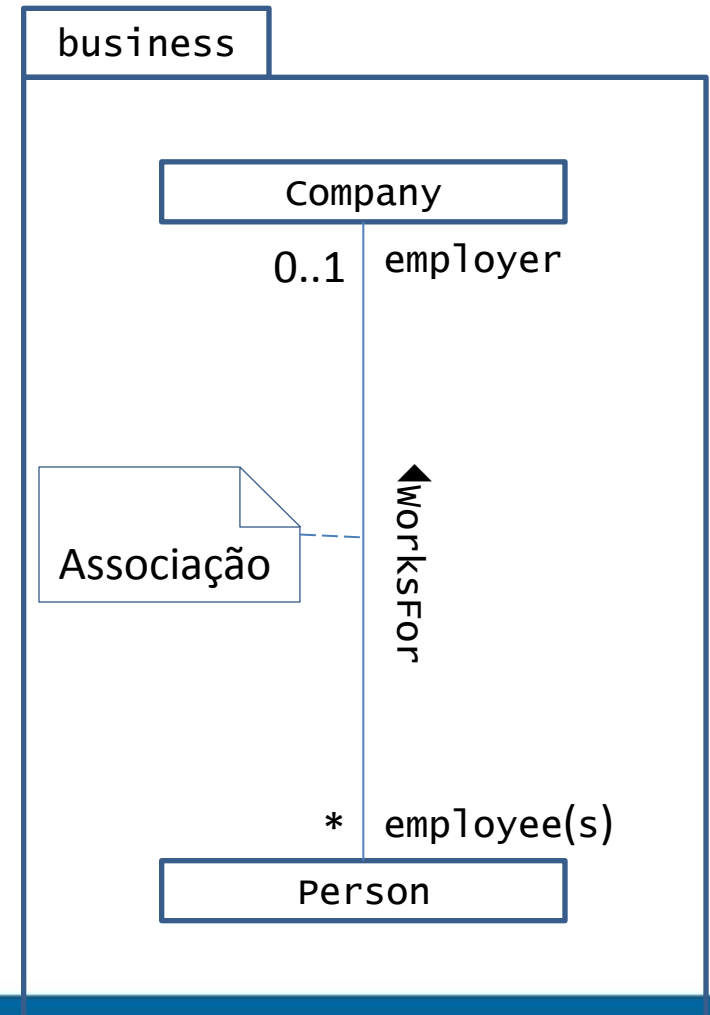 business
Company
0..1 employer
◀WorksFor
Associação
* employee(s)
Person